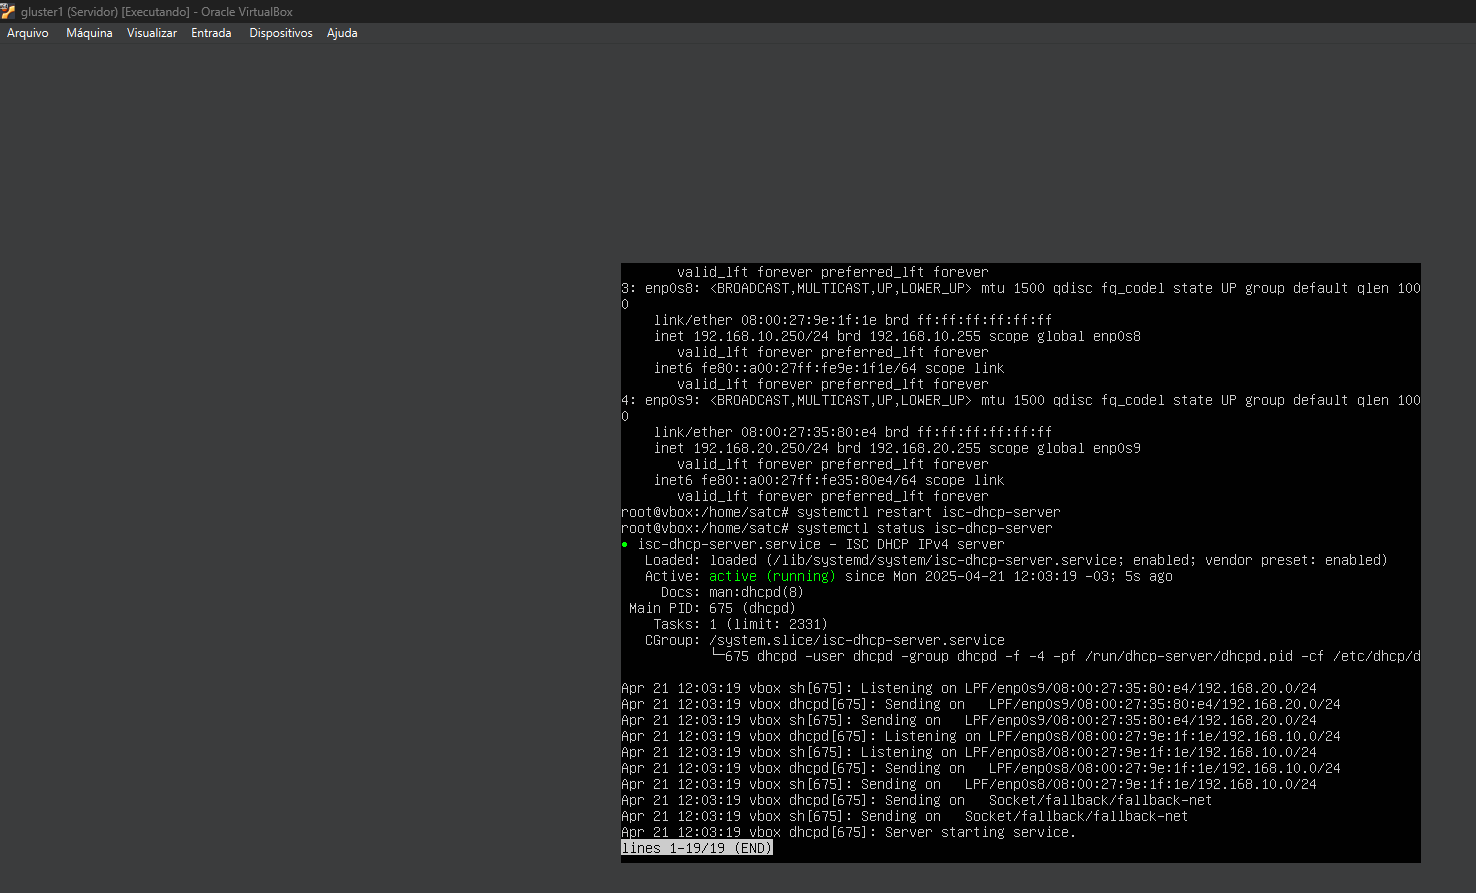 gluster1 (Servidor) [Executando] - Oracle VirtualBox
Arquivo Máquina Visualizar Entrada Dispositivos Ajuda
valid_lft forever preferred_lft forever
3: enp0s8: <BROADCAST,MULTICAST,UP,LOWER_UP> mtu 1500 qdisc fq_codel state UP group default qlen 100
0
link/ether 08:00:27:9e:1f:1e brd ff:ff:ff:ff:ff:ff
inet 192.168.10.250/24 brd 192.168.10.255 scope global enp0s8
valid_lft forever preferred_lft forever
inet6 fe80::a00:27ff:fe9e:1f1e/64 scope link
valid_lft forever preferred_lft forever
4: enp0s9: <BROADCAST,MULTICAST,UP,LOWER_UP> mtu 1500 qdisc fq_codel state UP group default qlen 100
0
link/ether 08:00:27:35:80:e4 brd ff:ff:ff:ff:ff:ff
inet 192.168.20.250/24 brd 192.168.20.255 scope global enp0s9
valid_lft forever preferred_lft forever
inet6 fe80::a00:27ff:fe35:80e4/64 scope link
valid_lft forever preferred_lft forever
root@vbox:/home/satc# systemctl restart isc-dhcp-server
root@vbox:/home/satc# systemctl status isc-dhcp-server
● isc-dhcp-server.service - ISC DHCP IPv4 server
Loaded: loaded (/lib/systemd/system/isc-dhcp-server.service; enabled; vendor preset: enabled)
Active: active (running) since Mon 2025-04-21 12:03:19 -03; 5s ago
Docs: man:dhcpd(8)
Main PID: 675 (dhcpd)
Tasks: 1 (limit: 2331)
CGroup: /system.slice/isc-dhcp-server.service
└─675 dhcpd -user dhcpd -group dhcpd -f -4 -pf /run/dhcp-server/dhcpd.pid -cf /etc/dhcp/d
Apr 21 12:03:19 vbox sh[675]: Listening on LPF/enp0s9/08:00:27:35:80:e4/192.168.20.0/24
Apr 21 12:03:19 vbox dhcpd[675]: Sending on   LPF/enp0s9/08:00:27:35:80:e4/192.168.20.0/24
Apr 21 12:03:19 vbox sh[675]: Sending on   LPF/enp0s9/08:00:27:35:80:e4/192.168.20.0/24
Apr 21 12:03:19 vbox dhcpd[675]: Listening on LPF/enp0s8/08:00:27:9e:1f:1e/192.168.10.0/24
Apr 21 12:03:19 vbox sh[675]: Listening on LPF/enp0s8/08:00:27:9e:1f:1e/192.168.10.0/24
Apr 21 12:03:19 vbox dhcpd[675]: Sending on   LPF/enp0s8/08:00:27:9e:1f:1e/192.168.10.0/24
Apr 21 12:03:19 vbox sh[675]: Sending on   LPF/enp0s8/08:00:27:9e:1f:1e/192.168.10.0/24
Apr 21 12:03:19 vbox dhcpd[675]: Sending on   Socket/fallback/fallback-net
Apr 21 12:03:19 vbox sh[675]: Sending on   Socket/fallback/fallback-net
Apr 21 12:03:19 vbox dhcpd[675]: Server starting service.
lines 1-19/19 (END)